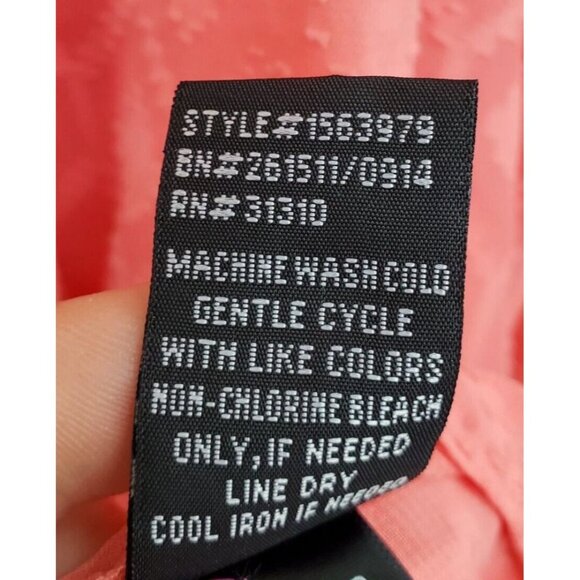 STYLE#1563979
BN#261511/0914
RN#31310
MACHINE WASH COLD
GENTLE CYCLE
WITH LIKE COLORS
NON-CHLORINE BLEACH
ONLY, IF NEEDED
LINE DRY
COOL IRON IF NEEDED